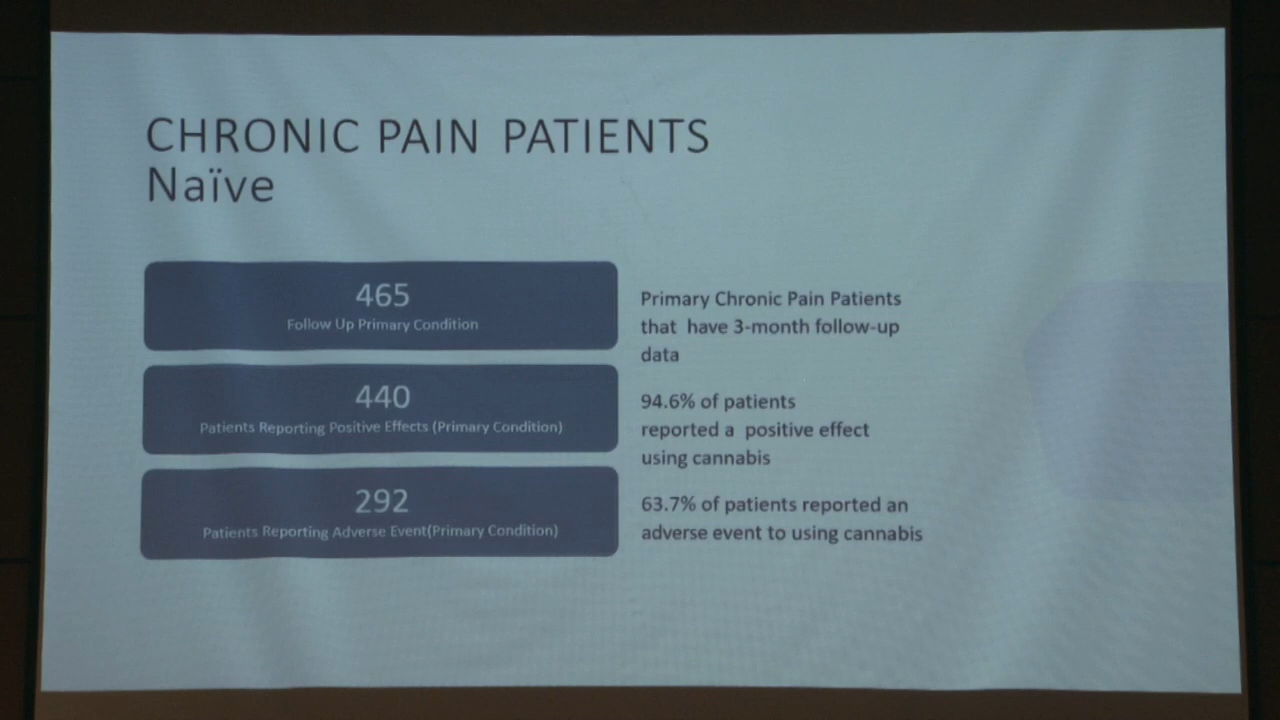 CHRONIC PAIN PATIENTS
Naïve
465
Follow Up Primary Condition
Primary Chronic Pain Patients
that have 3-month follow-up
data
440
Patients Reporting Positive Effects (Primary Condition)
94.6% of patients
reported a positive effect
using cannabis
292
Patients Reporting Adverse Event(Primary Condition)
63.7% of patients reported an
adverse event to using cannabis